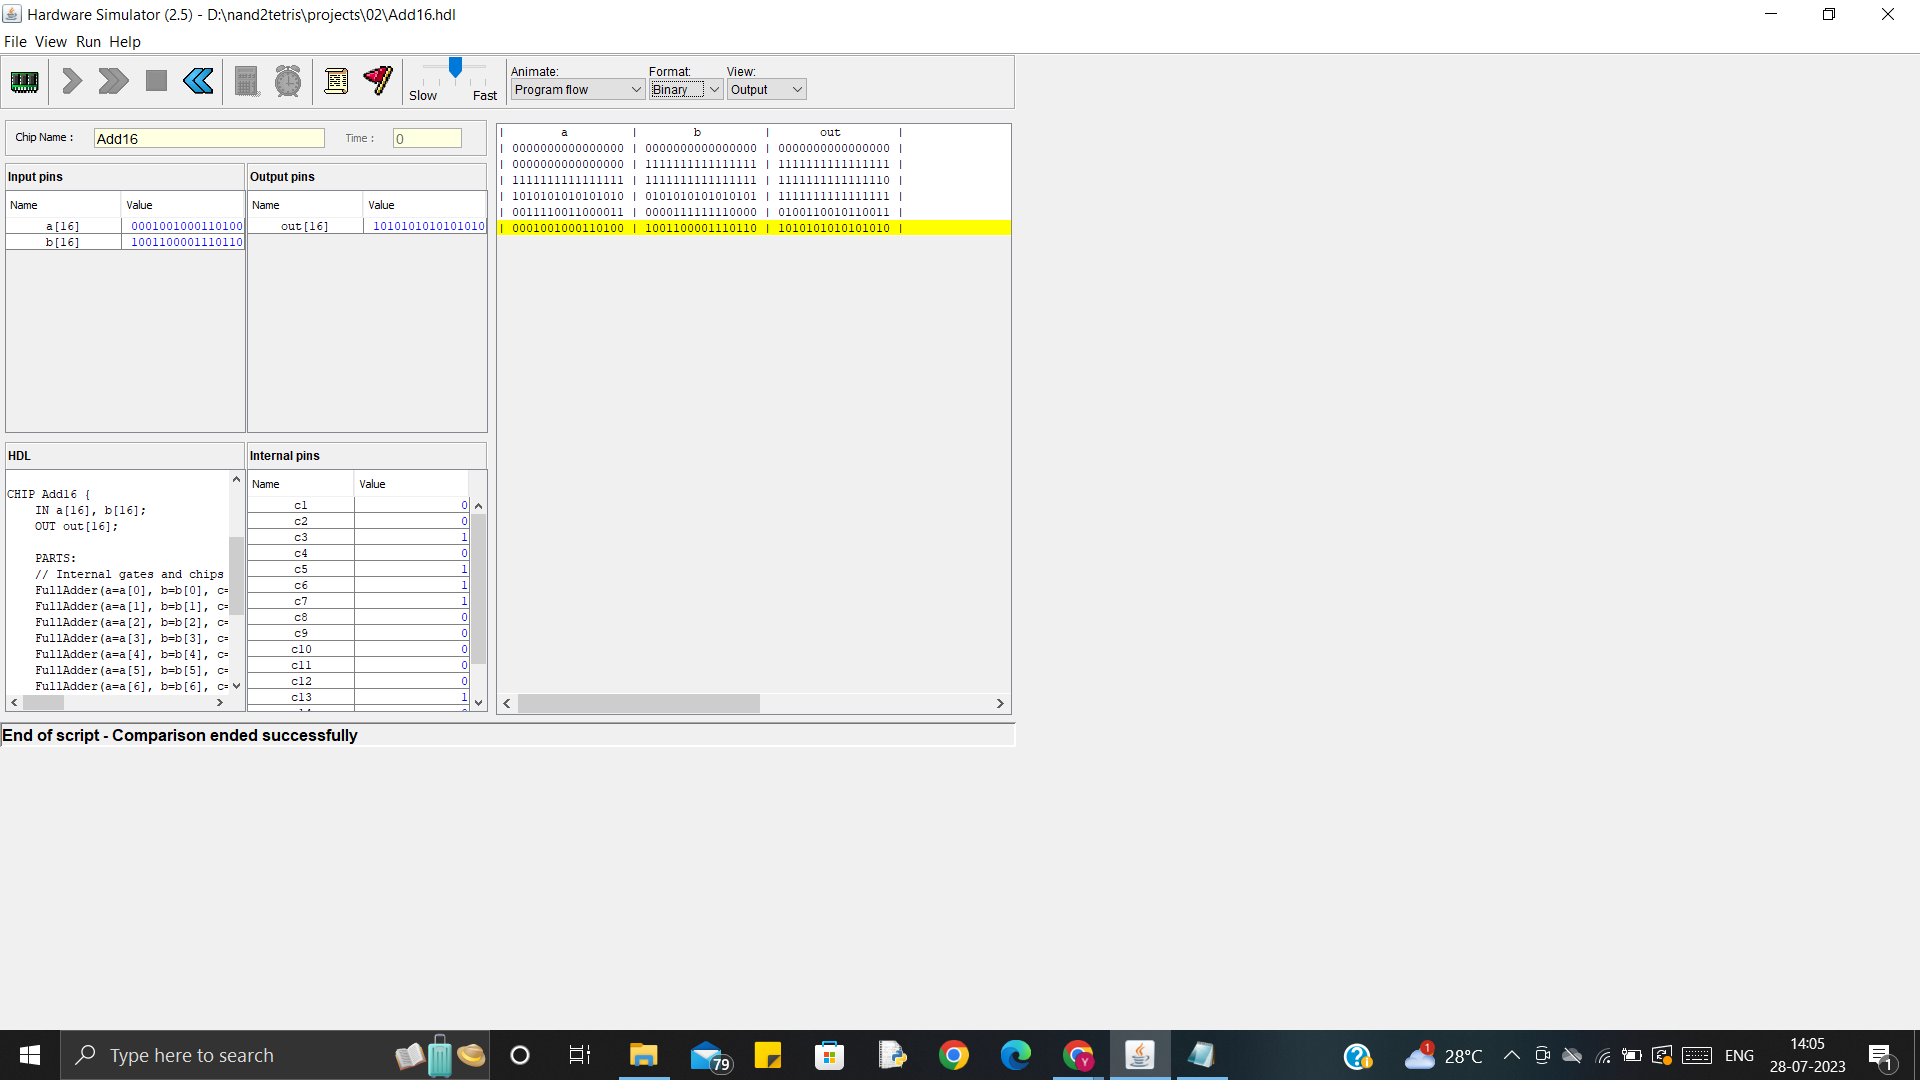 Hardware Simulator (2.5) - D:\nand2tetris\projects\02\Add16.hdl
File View Run Help
Slow Fast
Animate: Format: View:
Program flow Binary Output
Chip Name : Add16 Time : 0
Input pins
Name Value
a[16] 0001001000110100
b[16] 1001100001110110
Output pins
Name Value
out[16] 1010101010101010
HDL
CHIP Add16 {
IN a[16], b[16];
OUT out[16];
PARTS:
// Internal gates and chips
FullAdder(a=a[0], b=b[0], c=
FullAdder(a=a[1], b=b[1], c=
FullAdder(a=a[2], b=b[2], c=
FullAdder(a=a[3], b=b[3], c=
FullAdder(a=a[4], b=b[4], c=
FullAdder(a=a[5], b=b[5], c=
FullAdder(a=a[6], b=b[6], c=
Internal pins
Name Value
c1 0
c2 0
c3 1
c4 0
c5 1
c6 1
c7 1
c8 0
c9 0
c10 0
c11 0
c12 0
c13 1
| a | b | out |
| 0000000000000000 | 0000000000000000 | 0000000000000000 |
| 0000000000000000 | 1111111111111111 | 1111111111111111 |
| 1111111111111111 | 1111111111111111 | 1111111111111110 |
| 1010101010101010 | 0101010101010101 | 1111111111111111 |
| 0011110011000011 | 0000111111110000 | 0100110010110011 |
| 0001001000110100 | 1001100001110110 | 1010101010101010 |
End of script - Comparison ended successfully
Type here to search
79
Y
1
28°C
ENG
14:05
28-07-2023
1